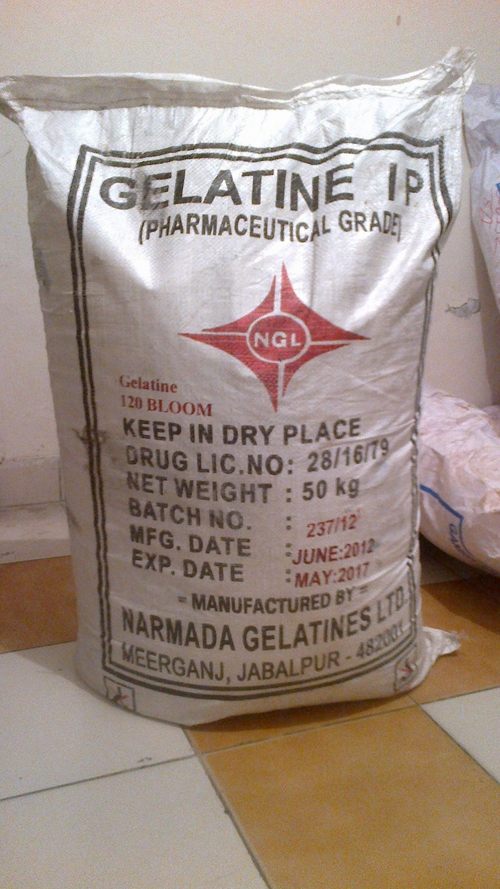 GELATINE IP
(PHARMACEUTICAL GRADE)
NGL
Gelatine
120 BLOOM
KEEP IN DRY PLACE
DRUG LIC.NO: 28/16/79
NET WEIGHT : 50 kg
BATCH NO. : 237/12
MFG. DATE : JUNE:2012
EXP. DATE : MAY:2017
= MANUFACTURED BY =
NARMADA GELATINES LTD.
MEERGANJ, JABALPUR - 482001